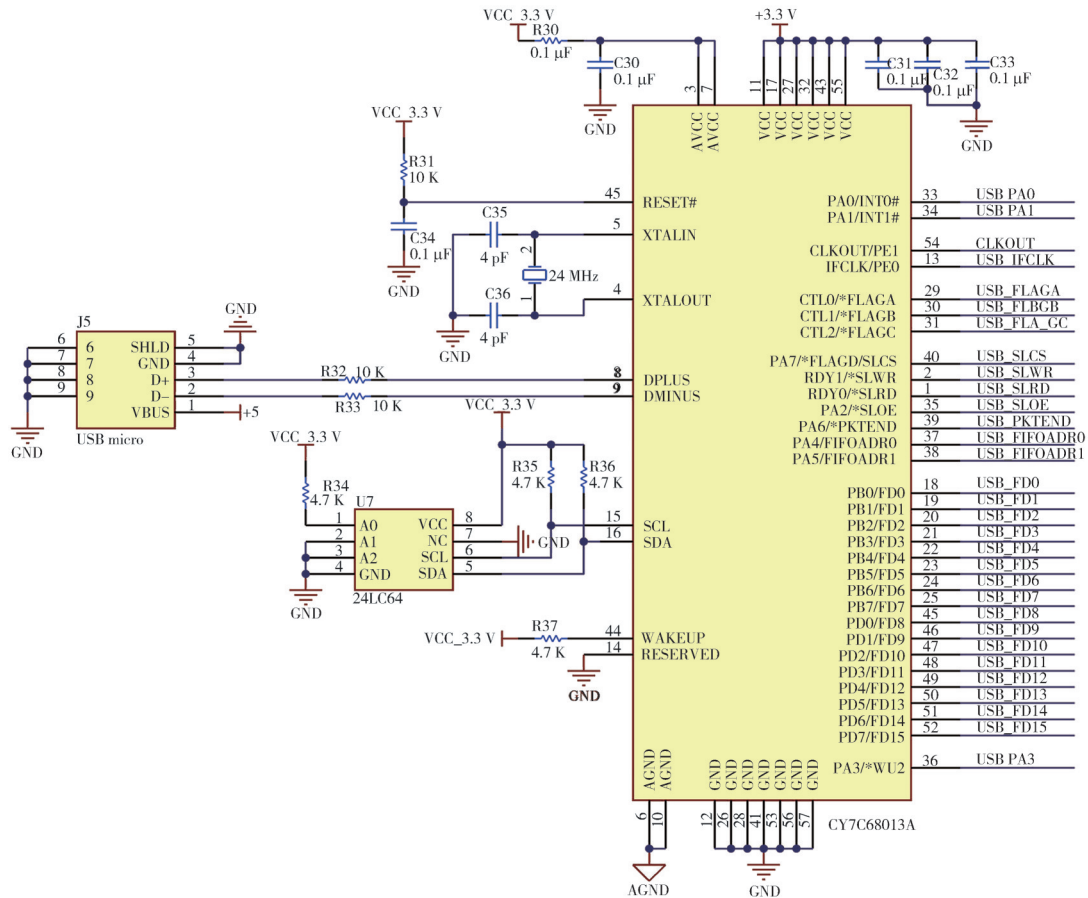 VCC_3.3 V
R30
0.1 μF
C30
0.1 μF
GND
+3.3 V
C31
0.1 μF
C32
0.1 μF
C33
0.1 μF
GND
3
7
AVCC
AVCC
11
17
27
32
43
55
VCC
VCC
VCC
VCC
VCC
VCC
VCC_3.3 V
R31
10 K
C34
0.1 μF
GND
45
RESET#
C35
4 pF
5
XTALIN
2
24 MHz
1
C36
4 pF
4
XTALOUT
GND
GND
J5
6
6
SHLD
5
7
7
GND
4
8
8
D+
3
9
9
D−
2
VBUS
1
+5
USB micro
GND
R32
10 K
8
DPLUS
R33
10 K
9
DMINUS
VCC_3.3 V
VCC_3.3 V
R34
4.7 K
R35
4.7 K
R36
4.7 K
U7
1
A0
VCC
8
2
A1
NC
7
GND
3
A2
SCL
6
4
GND
SDA
5
24LC64
GND
15
SCL
16
SDA
VCC_3.3 V
R37
4.7 K
44
WAKEUP
14
RESERVED
GND
PA0/INT0#
33
USB PA0
PA1/INT1#
34
USB PA1
CLKOUT/PE1
54
CLKOUT
IFCLK/PE0
13
USB_IFCLK
CTL0/*FLAGA
29
USB_FLAGA
CTL1/*FLAGB
30
USB_FLBGB
CTL2/*FLAGC
31
USB_FLA_GC
PA7/*FLAGD/SLCS
40
USB_SLCS
RDY1/*SLWR
2
USB_SLWR
RDY0/*SLRD
1
USB_SLRD
PA2/*SLOE
35
USB_SLOE
PA6/*PKTEND
39
USB_PKTEND
PA4/FIFOADR0
37
USB_FIFOADR0
PA5/FIFOADR1
38
USB_FIFOADR1
PB0/FD0
18
USB_FD0
PB1/FD1
19
USB_FD1
PB2/FD2
20
USB_FD2
PB3/FD3
21
USB_FD3
PB4/FD4
22
USB_FD4
PB5/FD5
23
USB_FD5
PB6/FD6
24
USB_FD6
PB7/FD7
25
USB_FD7
PD0/FD8
45
USB_FD8
PD1/FD9
46
USB_FD9
PD2/FD10
47
USB_FD10
PD3/FD11
48
USB_FD11
PD4/FD12
49
USB_FD12
PD5/FD13
50
USB_FD13
PD6/FD14
51
USB_FD14
PD7/FD15
52
USB_FD15
PA3/*WU2
36
USB PA3
AGND
AGND
GND
GND
GND
GND
GND
GND
GND
6
10
12
26
28
41
53
56
57
CY7C68013A
AGND
GND